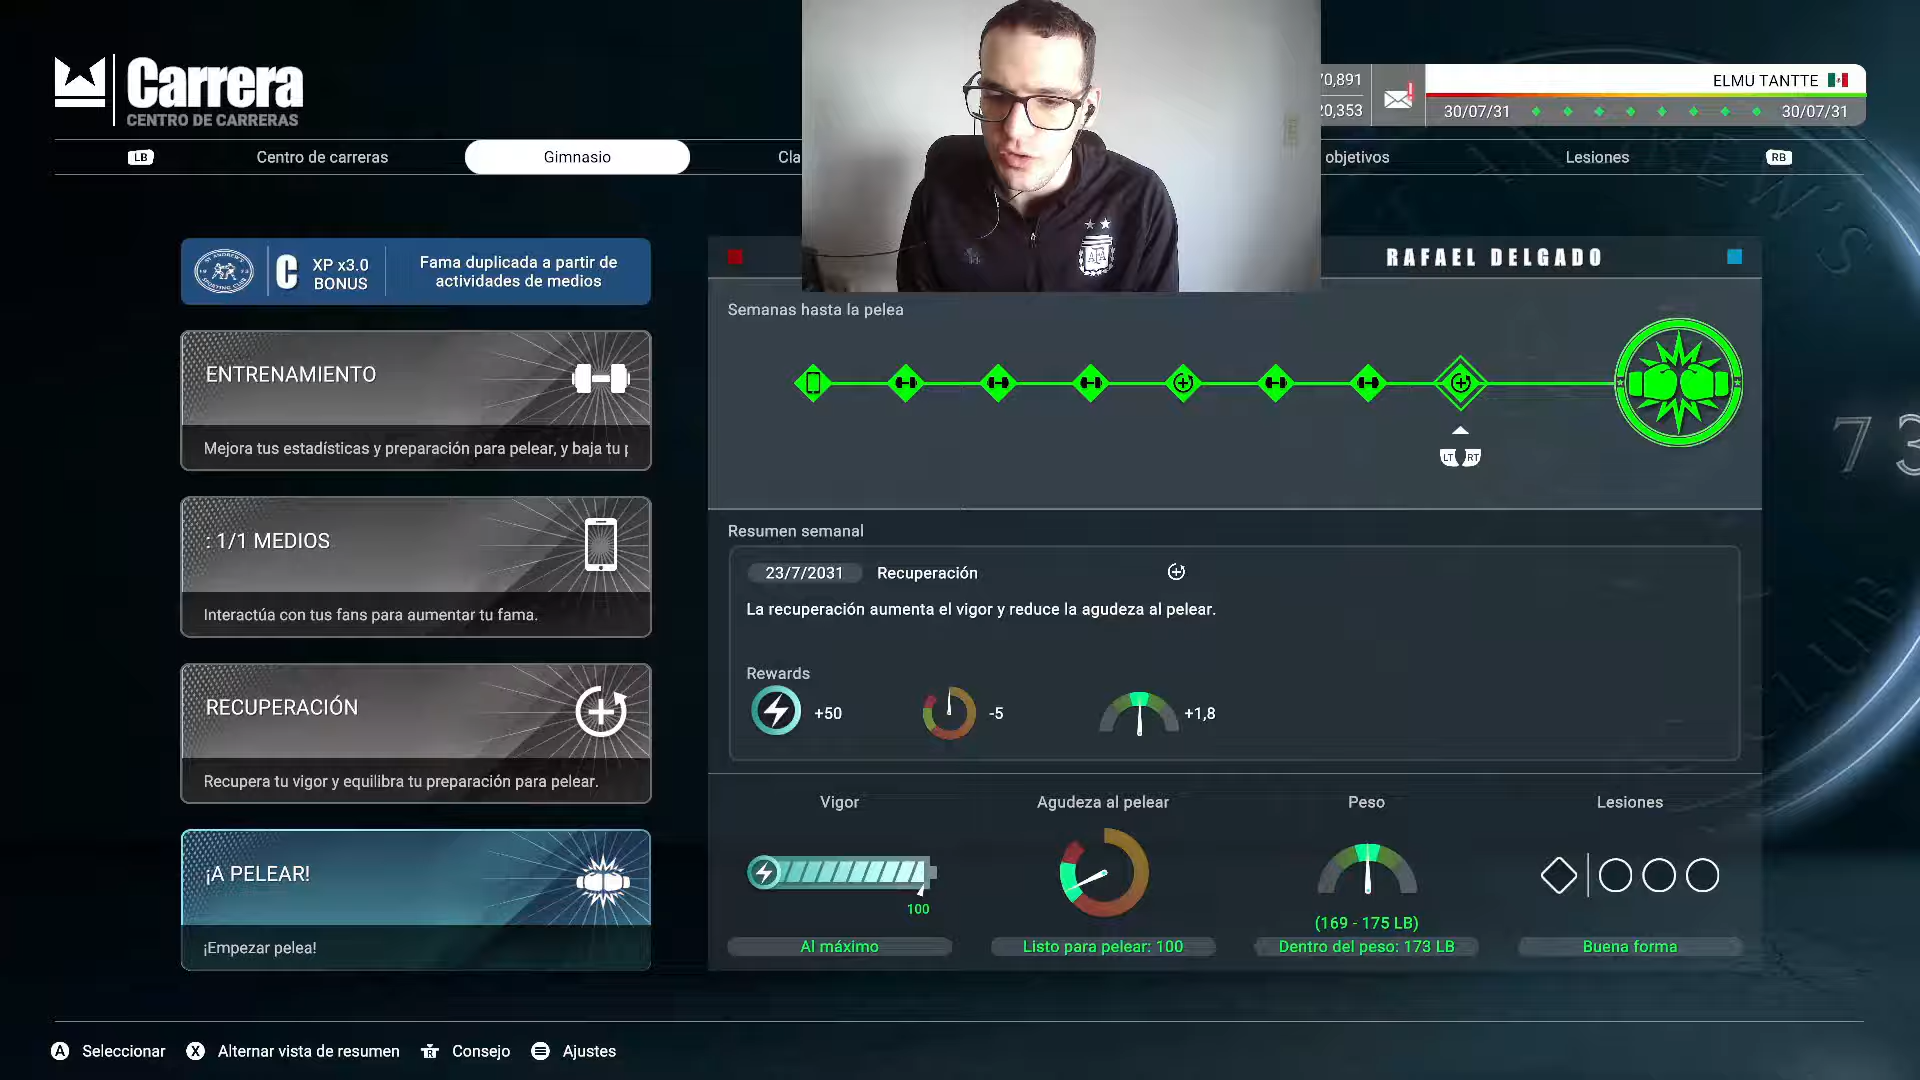 Carrera
CENTRO DE CARRERAS
70,891
20,353
ELMU TANTTE
30/07/31
30/07/31
LB
Centro de carreras
Gimnasio
Cla
objetivos
Lesiones
RB
C
XP x3.0
BONUS
Fama duplicada a partir de
actividades de medios
RAFAEL DELGADO
Semanas hasta la pelea
ENTRENAMIENTO
Mejora tus estadísticas y preparación para pelear, y baja tu p
LT
RT
: 1/1 MEDIOS
Interactúa con tus fans para aumentar tu fama.
Resumen semanal
23/7/2031
Recuperación
La recuperación aumenta el vigor y reduce la agudeza al pelear.
Rewards
+50
-5
+1,8
RECUPERACIÓN
Recupera tu vigor y equilibra tu preparación para pelear.
Vigor
Agudeza al pelear
Peso
Lesiones
100
(169 - 175 LB)
Al máximo
Listo para pelear: 100
Dentro del peso: 173 LB
Buena forma
¡A PELEAR!
¡Empezar pelea!
A
Seleccionar
X
Alternar vista de resumen
R
Consejo
Ajustes